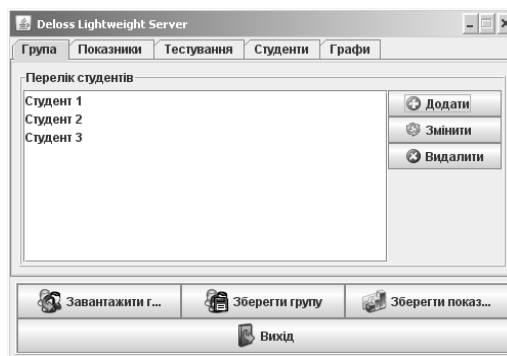 Deloss Lightweight Server
Група Показники Тестування Студенти Графи
Перелік студентів
Студент 1
Студент 2
Студент 3
Додати
Змінити
Видалити
Завантажити г... Зберегти групу Зберегти показ...
Вихід